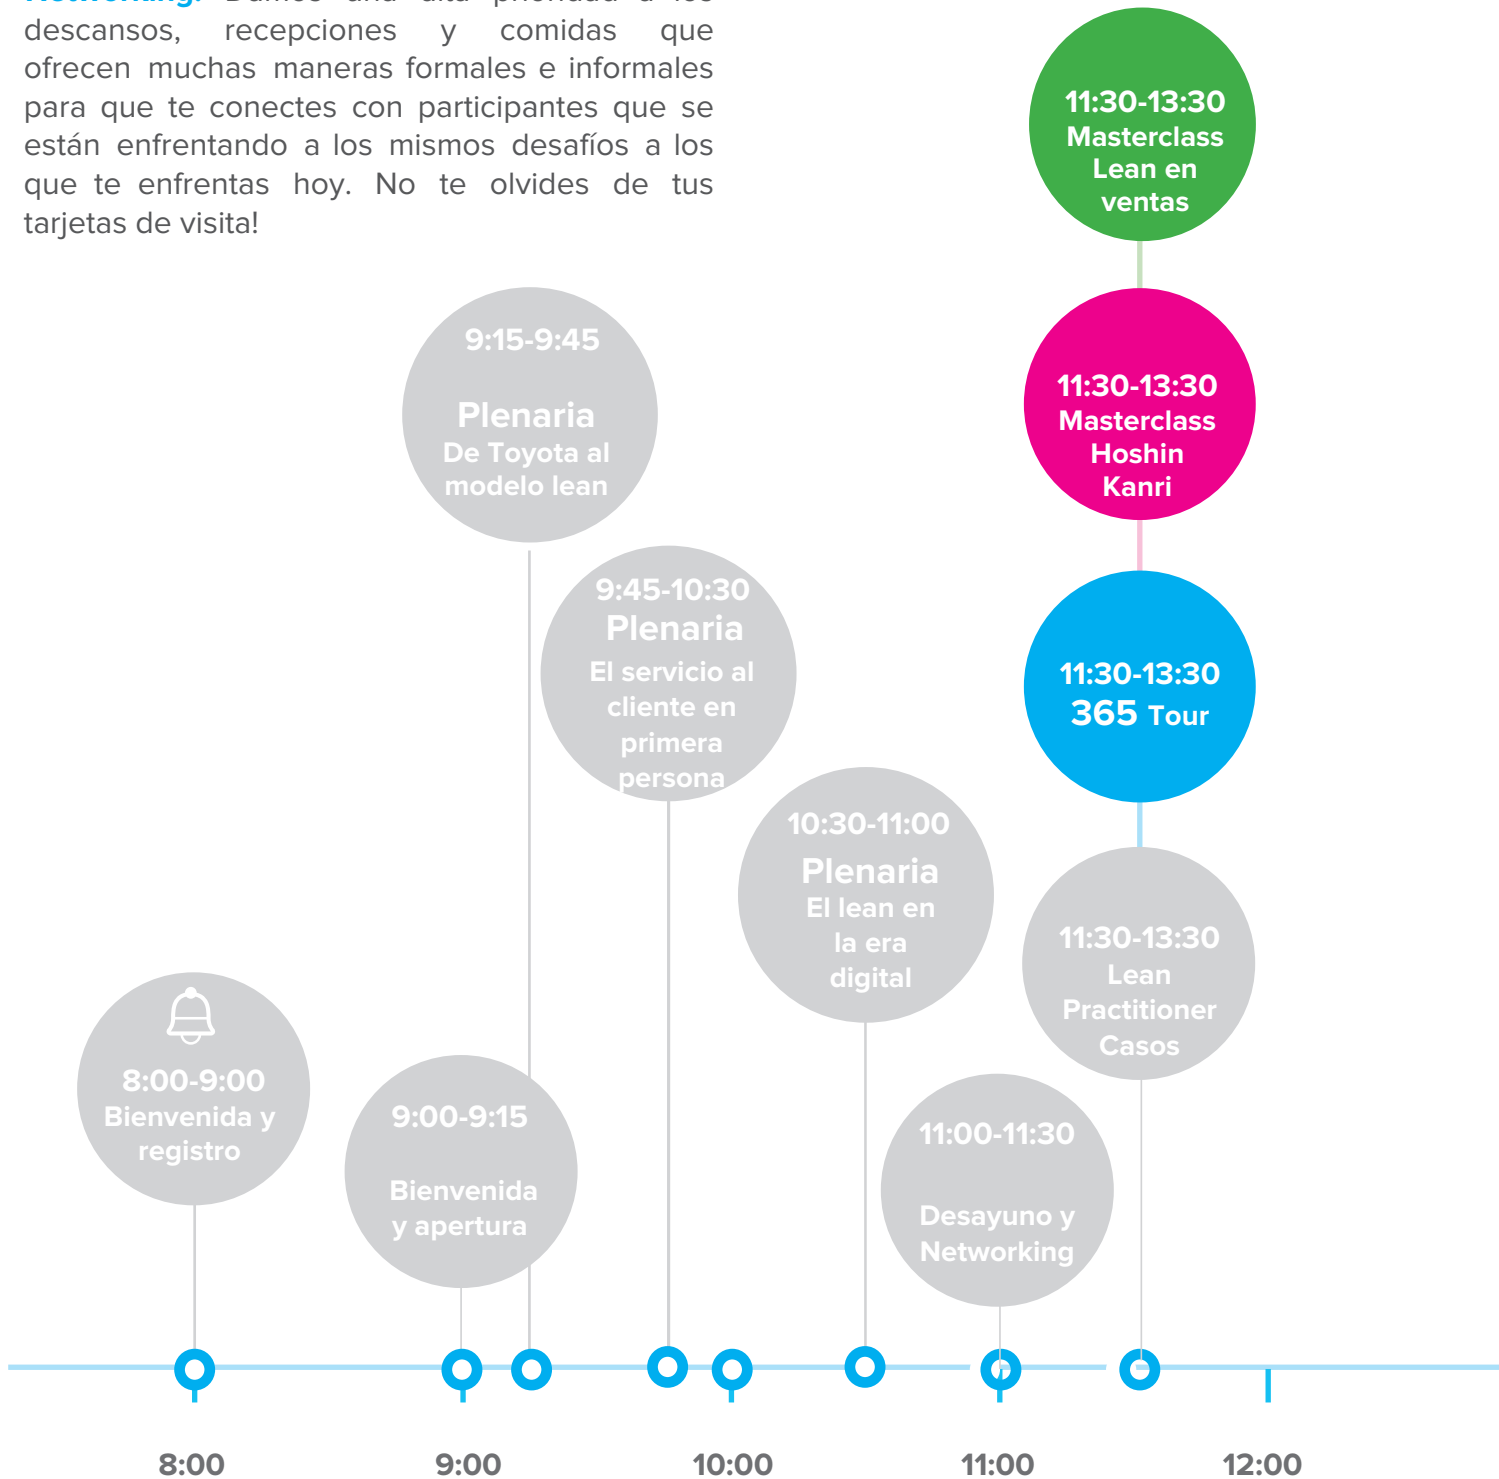 Networking: Damos una alta prioridad a los
descansos, recepciones y comidas que
ofrecen muchas maneras formales e informales
para que te conectes con participantes que se
están enfrentando a los mismos desafíos a los
que te enfrentas hoy. No te olvides de tus
tarjetas de visita!
11:30-13:30
Masterclass
Lean en
ventas
11:30-13:30
Masterclass
Hoshin
Kanri
11:30-13:30
365 Tour
11:30-13:30
Lean
Practitioner
Casos
9:15-9:45
Plenaria
De Toyota al
modelo lean
9:45-10:30
Plenaria
El servicio al
cliente en
primera
persona
10:30-11:00
Plenaria
El lean en
la era
digital
8:00-9:00
Bienvenida y
registro
9:00-9:15
Bienvenida
y apertura
11:00-11:30
Desayuno y
Networking
8:00
9:00
10:00
11:00
12:00